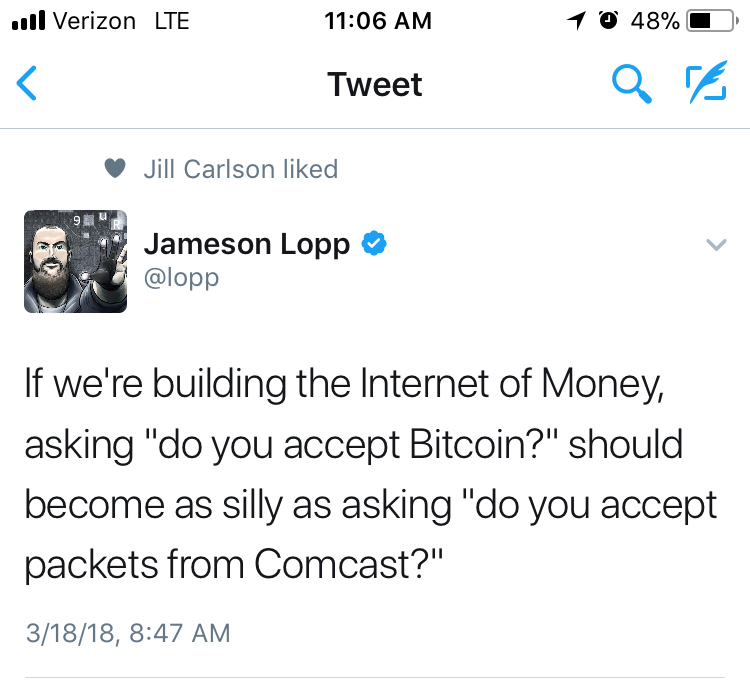 Verizon LTE 11:06 AM 48%
Tweet
Jill Carlson liked
Jameson Lopp
@lopp
If we're building the Internet of Money,
asking "do you accept Bitcoin?" should
become as silly as asking "do you accept
packets from Comcast?"
3/18/18, 8:47 AM